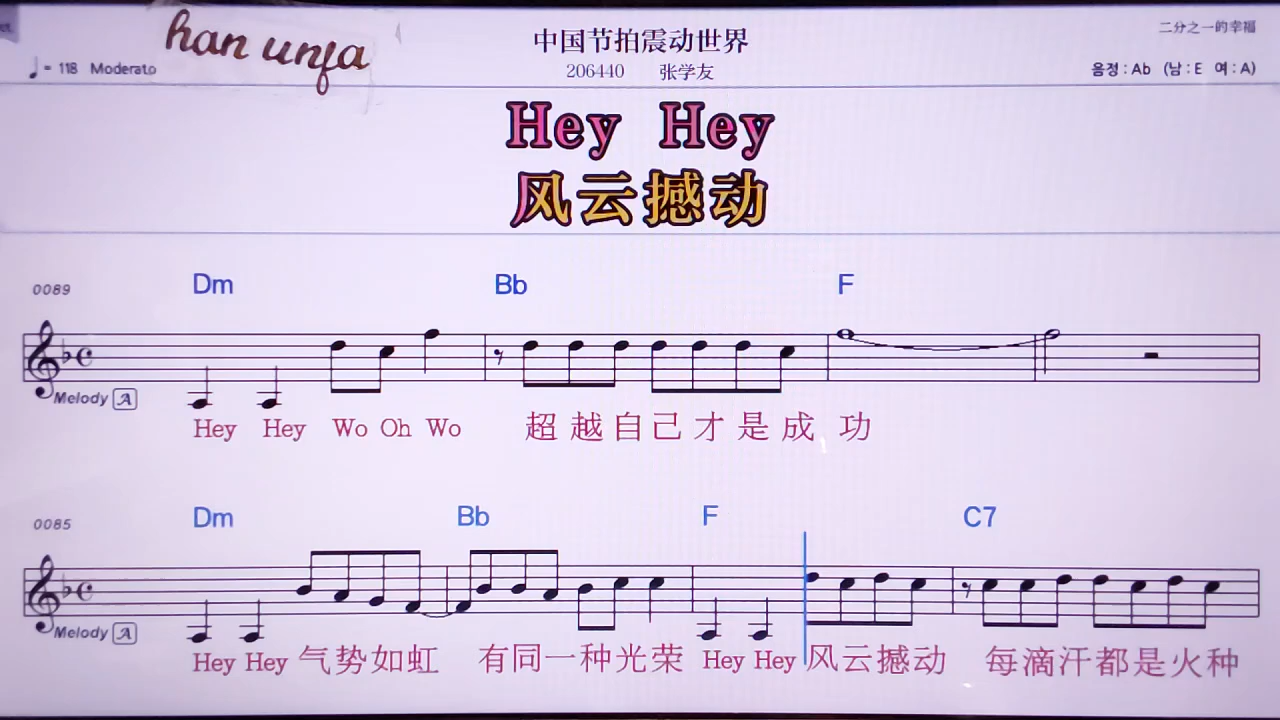 han unfa
中国节拍震动世界
二分之一的幸福
♩= 118 Moderato
206440 张学友
음정 : Ab (남 : E 여 : A)
Hey Hey
风云撼动
0089 Dm Bb F
Melody A
Hey Hey Wo Oh Wo 超越自己才是成功
0085 Dm Bb F C7
Melody A
Hey Hey 气势如虹 有同一种光荣 Hey Hey 风云撼动 每滴汗都是火种